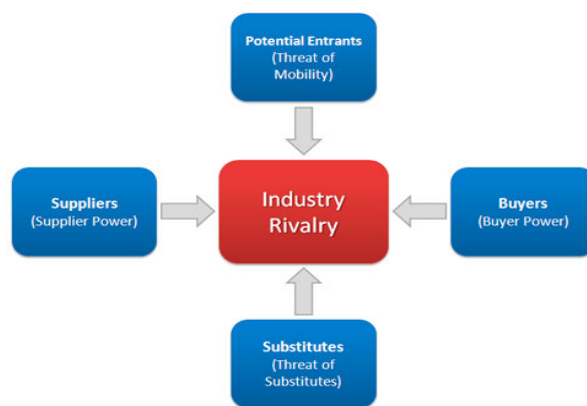 Potential Entrants
(Threat of
Mobility)
Suppliers
(Supplier Power)
Industry
Rivalry
Buyers
(Buyer Power)
Substitutes
(Threat of
Substitutes)